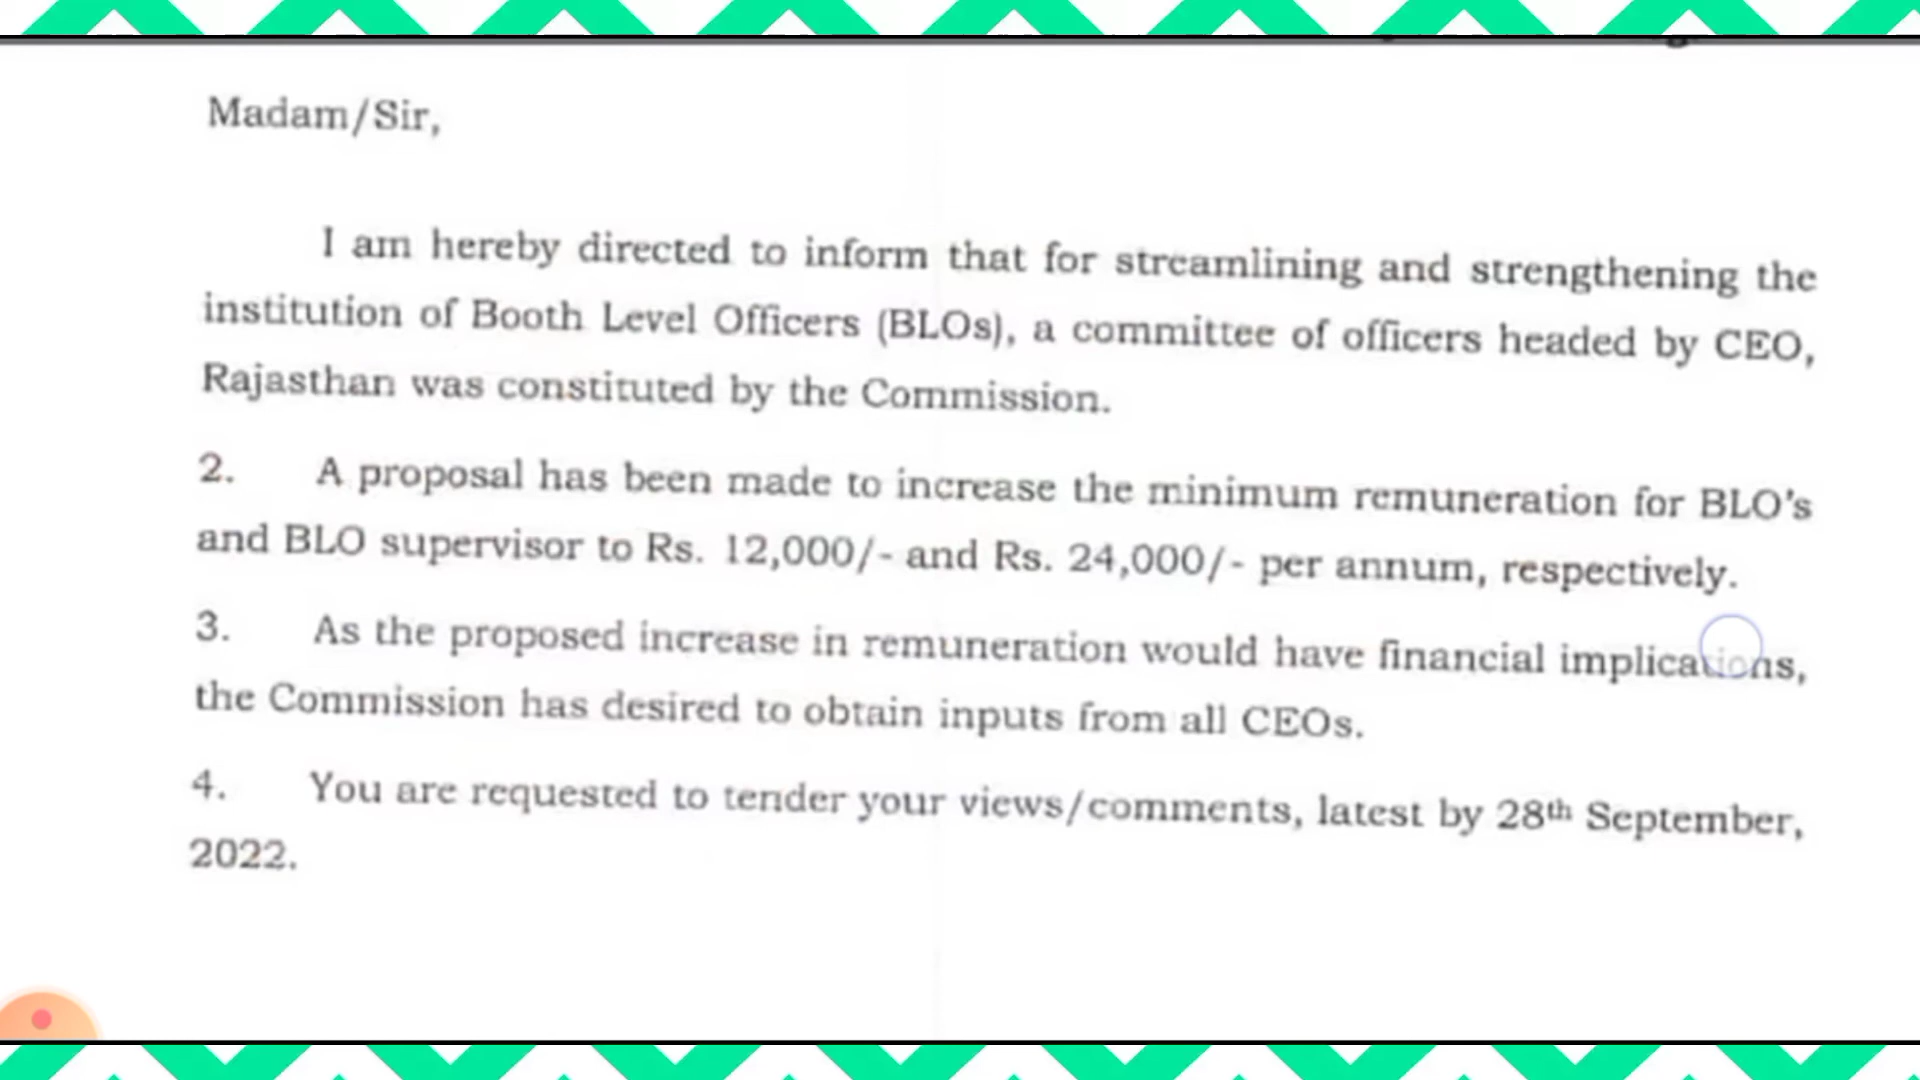 Madam/Sir,
I am hereby directed to inform that for streamlining and strengthening the
institution of Booth Level Officers (BLOs), a committee of officers headed by CEO,
Rajasthan was constituted by the Commission.
2. A proposal has been made to increase the minimum remuneration for BLO's
and BLO supervisor to Rs. 12,000/- and Rs. 24,000/- per annum, respectively.
3. As the proposed increase in remuneration would have financial implications,
the Commission has desired to obtain inputs from all CEOs.
4. You are requested to tender your views/comments, latest by 28th September,
2022.